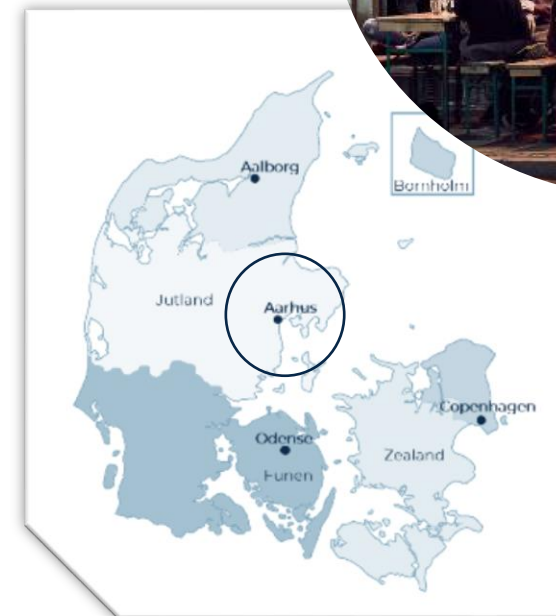 Aalborg
Bornholm
Jutland
Aarhus
Copenhagen
Odense
Zealand
Funen